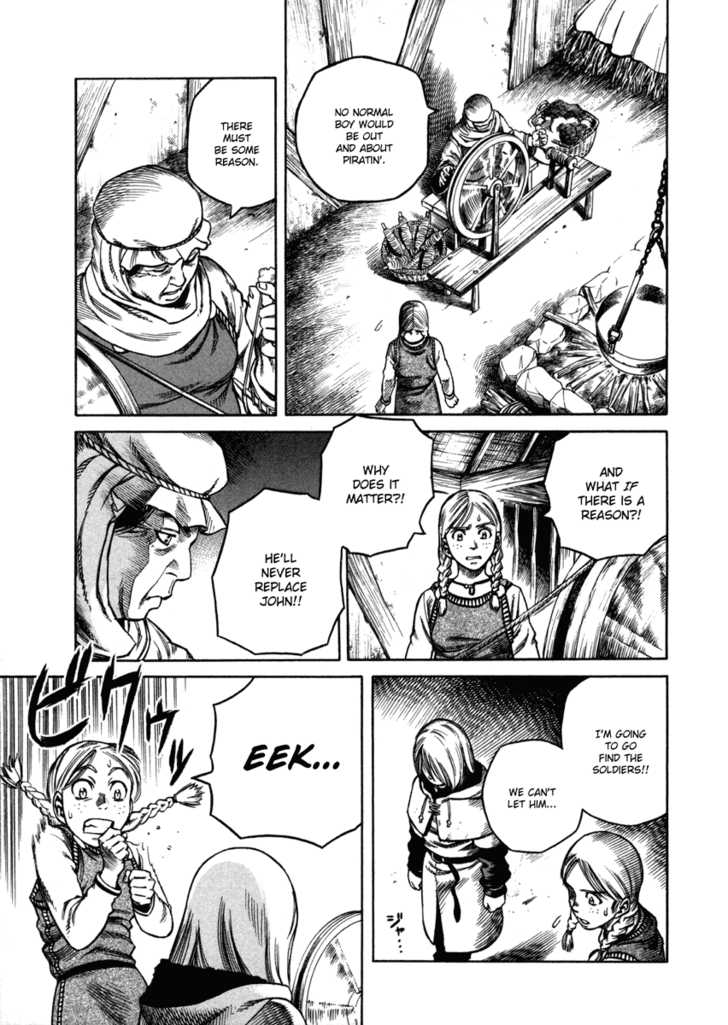 NO NORMAL
BOY WOULD
BE OUT
AND ABOUT
PIRATIN'.
THERE
MUST
BE SOME
REASON.
AND
WHAT IF
THERE IS A
REASON?!
WHY
DOES IT
MATTER?!
HE'LL
NEVER
REPLACE
JOHN!!
I'M GOING
TO GO
FIND THE
SOLDIERS!!
WE CAN'T
LET HIM...
ジャ…
EEK...
ビクゥッ